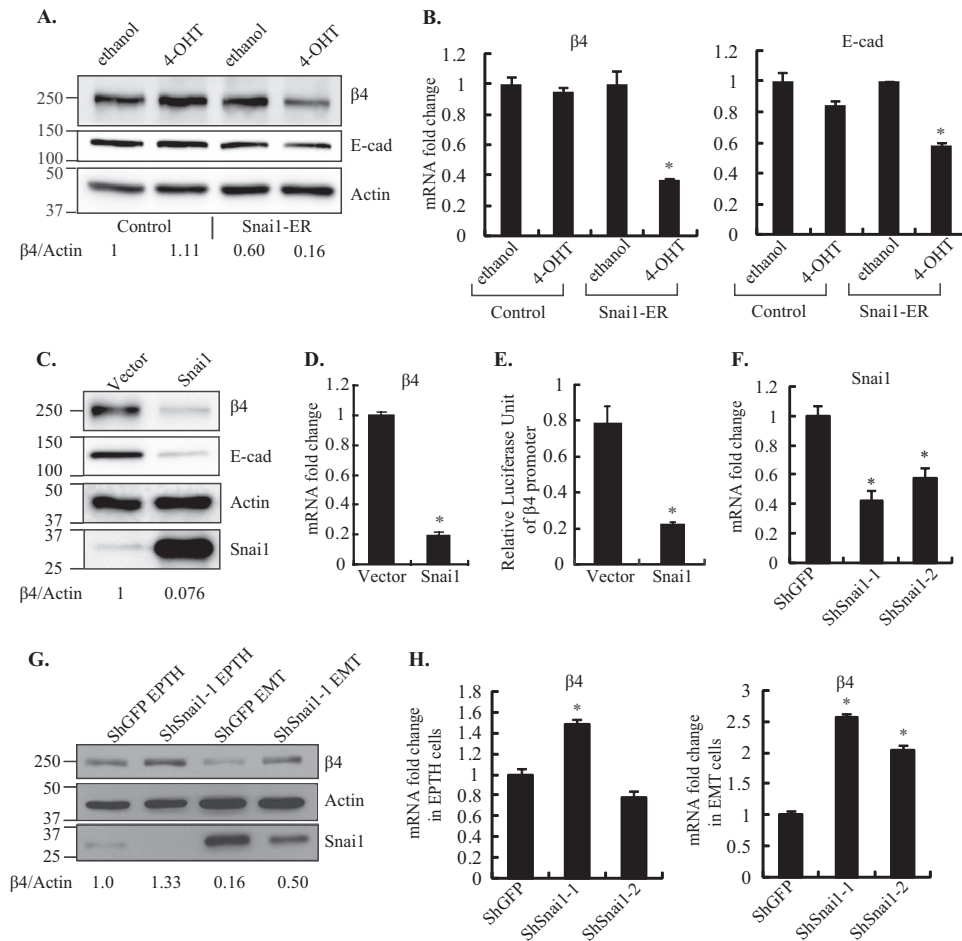 A.
ethanol 4-OHT ethanol 4-OHT
250 β4
150
100 E-cad
50
37 Actin
Control Snai1-ER
β4/Actin 1 1.11 0.60 0.16
B.
β4
mRNA fold change
1.2
1
0.8
0.6
0.4
0.2
0
*
ethanol 4-OHT ethanol 4-OHT
Control Snai1-ER
E-cad
1.2
1
0.8
0.6
0.4
0.2
0
*
ethanol 4-OHT ethanol 4-OHT
Control Snai1-ER
C.
Vector Snai1
250 β4
150
100 E-cad
50
37 Actin
37
25 Snai1
β4/Actin 1 0.076
D.
β4
mRNA fold change
1.2
1
0.8
0.6
0.4
0.2
0
*
Vector Snai1
E.
Relative Luciferase Unit
of β4 promoter
1
0.8
0.6
0.4
0.2
0
*
Vector Snai1
F.
Snai1
mRNA fold change
1.2
1
0.8
0.6
0.4
0.2
0
* *
ShGFP ShSnai1-1 ShSnai1-2
G.
ShGFP EPTH ShSnai1-1 EPTH ShGFP EMT ShSnai1-1 EMT
250 β4
50
37 Actin
37
25 Snai1
β4/Actin 1.0 1.33 0.16 0.50
H.
β4
mRNA fold change
in EPTH cells
1.8
1.6
1.4
1.2
1
0.8
0.6
0.4
0.2
0
*
ShGFP ShSnai1-1 ShSnai1-2
β4
mRNA fold change
in EMT cells
3
2.5
2
1.5
1
0.5
0
* *
ShGFP ShSnai1-1 ShSnai1-2